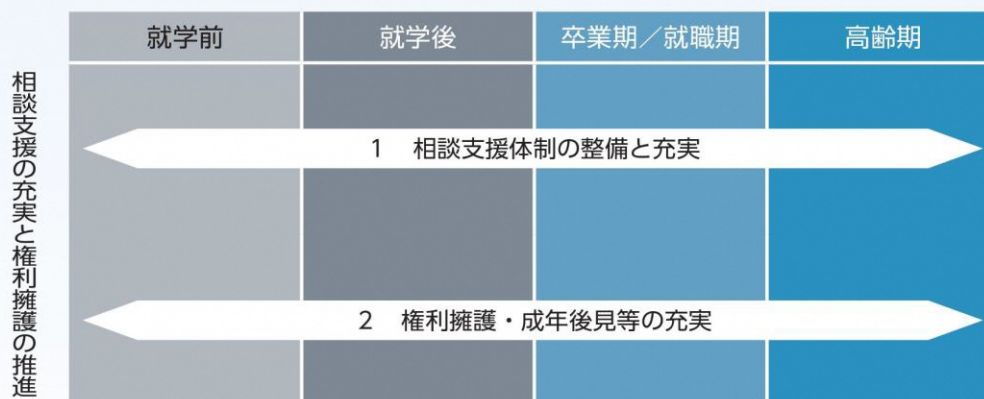 就学前
就学後
卒業期／就職期
高齢期
相談支援の充実と権利擁護の推進
1　相談支援体制の整備と充実
2　権利擁護・成年後見等の充実